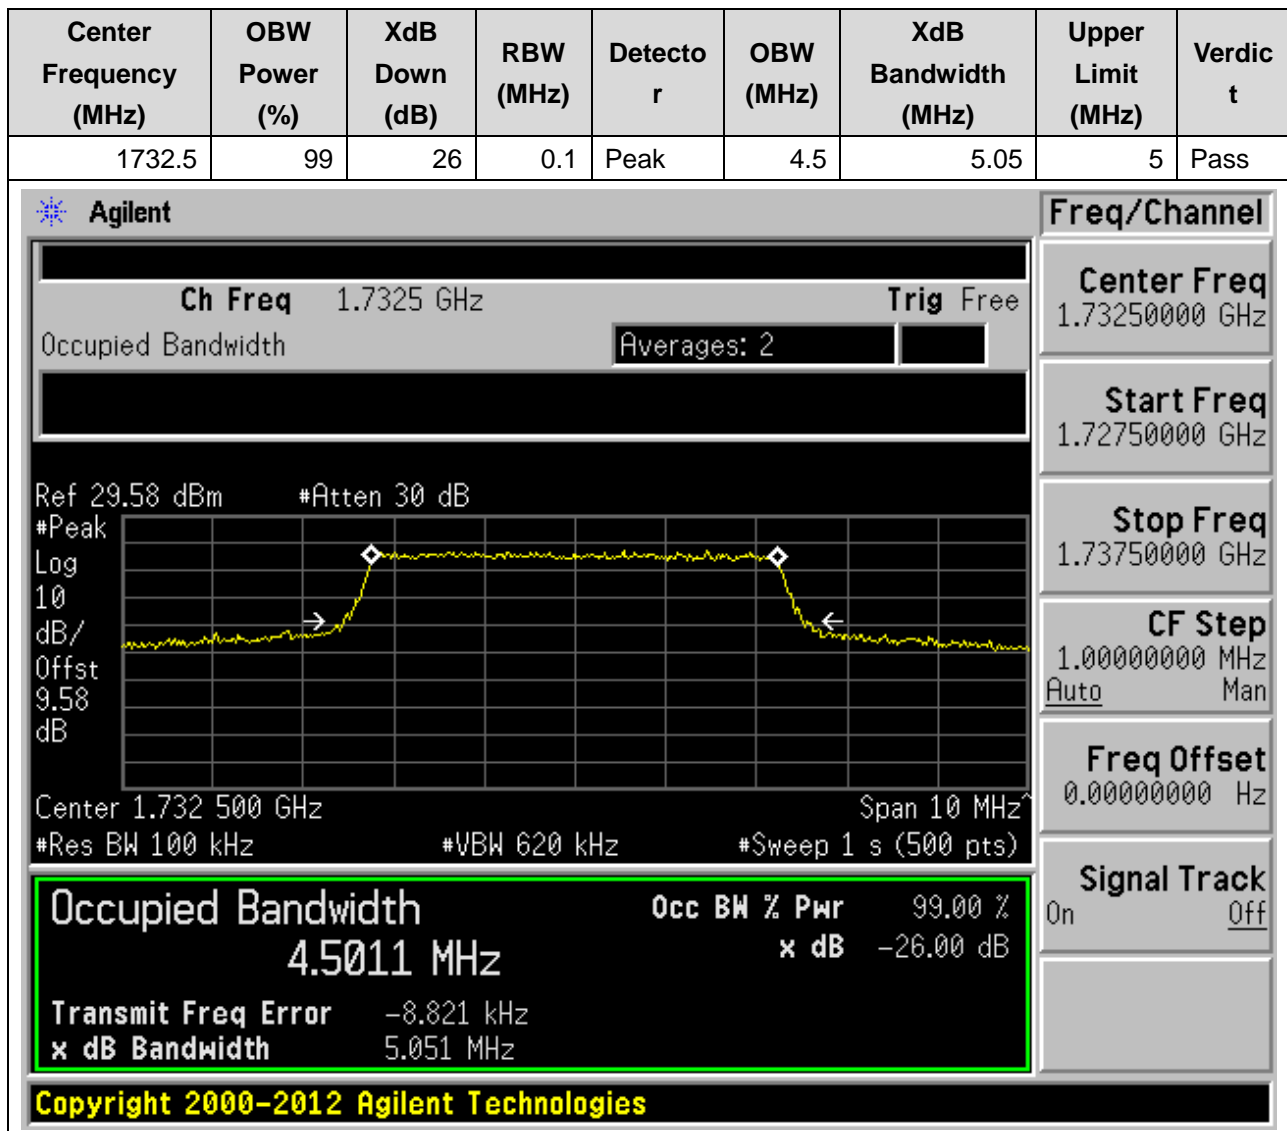 Center Frequency (MHz) OBW Power (%) XdB Down (dB) RBW (MHz) Detecto r OBW (MHz) XdB Bandwidth (MHz) Upper Limit (MHz) Verdic t
1732.5 99 26 0.1 Peak 4.5 5.05 5 Pass
Agilent
Freq/Channel
Ch Freq 1.7325 GHz Trig Free
Occupied Bandwidth Averages: 2
Ref 29.58 dBm #Atten 30 dB
#Peak
Log
10
dB/
Offst
9.58
dB
Center 1.732 500 GHz Span 10 MHz^
#Res BW 100 kHz #VBW 620 kHz #Sweep 1 s (500 pts)
Occupied Bandwidth Occ BW % Pwr 99.00 %
4.5011 MHz x dB -26.00 dB
Transmit Freq Error -8.821 kHz
x dB Bandwidth 5.051 MHz
Center Freq
1.73250000 GHz
Start Freq
1.72750000 GHz
Stop Freq
1.73750000 GHz
CF Step
1.00000000 MHz
Auto Man
Freq Offset
0.00000000 Hz
Signal Track
On Off
Copyright 2000-2012 Agilent Technologies